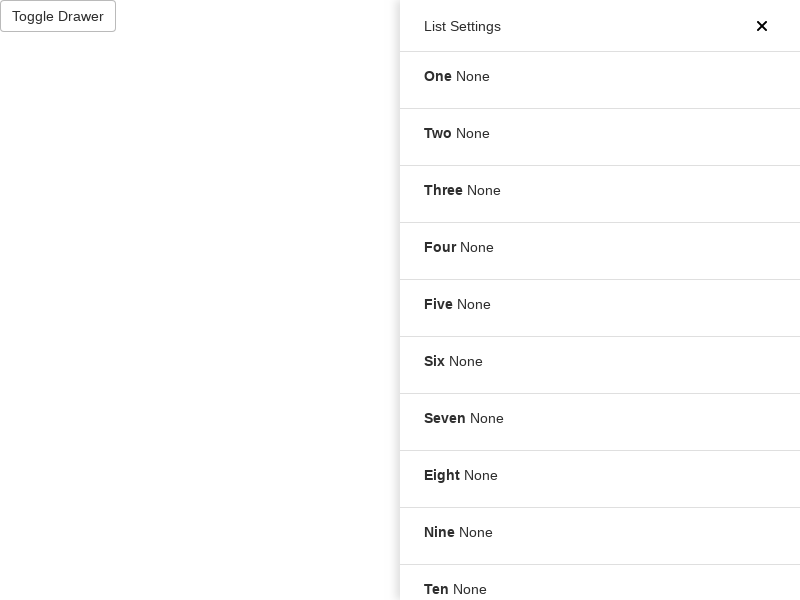 Toggle Drawer
List Settings
One None
Two None
Three None
Four None
Five None
Six None
Seven None
Eight None
Nine None
Ten None